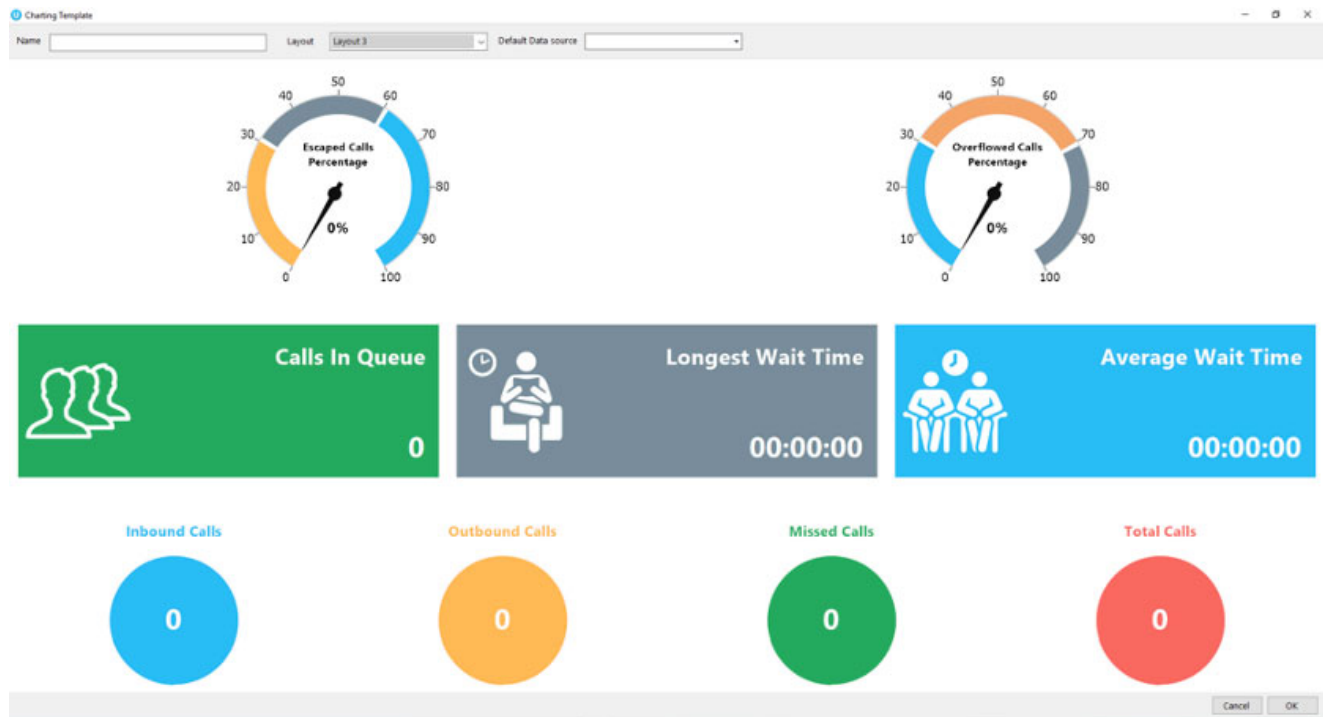 Charting Template
Name Layout Layout 3 Default Data source
50
40 60
30 70
Escaped Calls
Percentage
20 80
0%
10 90
0 100
50
40 60
30 70
Overflowed Calls
Percentage
20 80
0%
10 90
0 100
Calls In Queue
0
Longest Wait Time
00:00:00
Average Wait Time
00:00:00
Inbound Calls
0
Outbound Calls
0
Missed Calls
0
Total Calls
0
Cancel OK